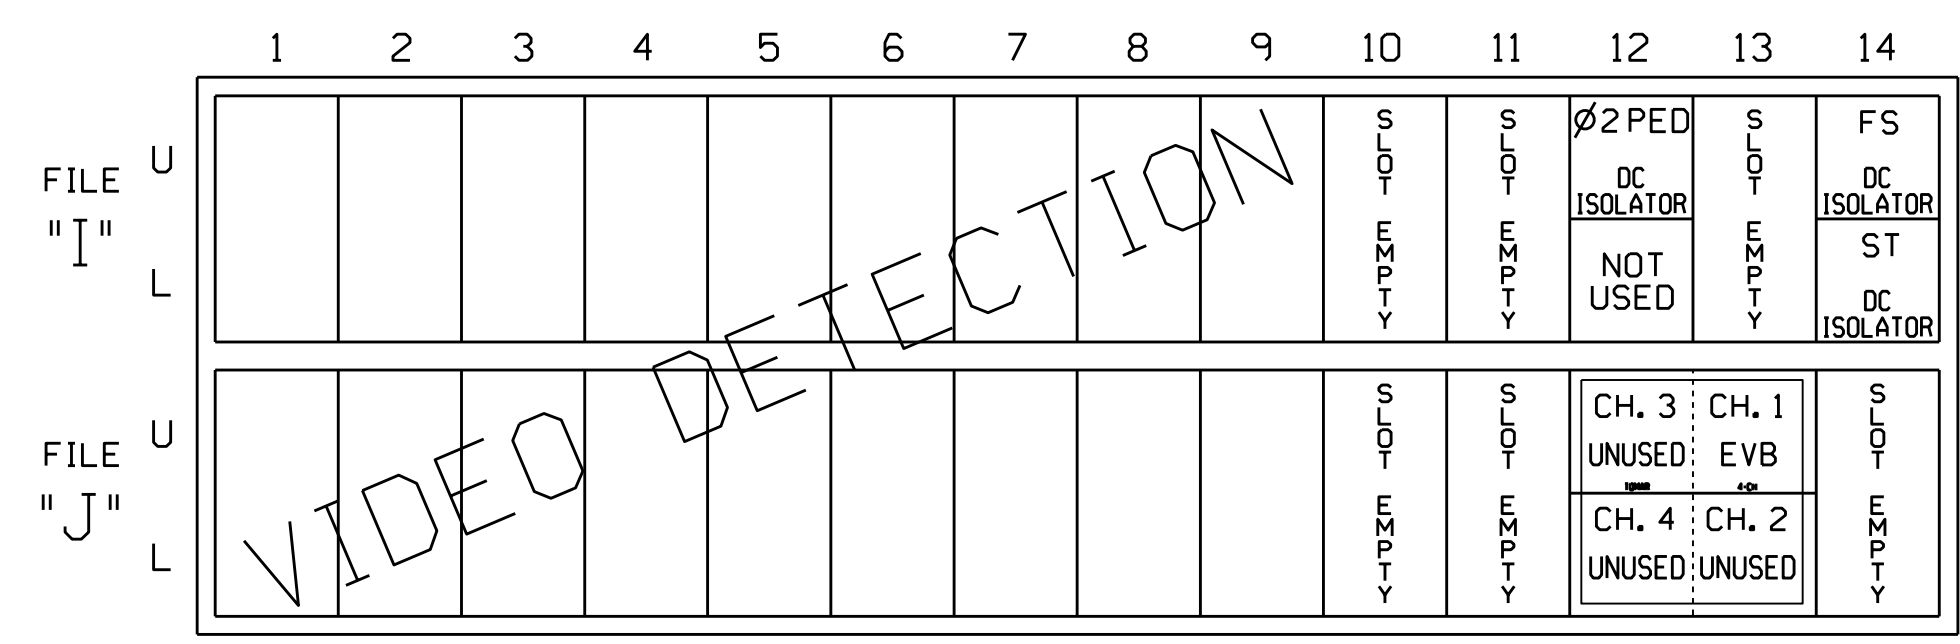 1 2 3 4 5 6 7 8 9 10 11 12 13 14
FILE "I"
U
L
SLOT EMPTY
SLOT EMPTY
Ø2 PED
DC
ISOLATOR
NOT
USED
SLOT EMPTY
FS
DC
ISOLATOR
ST
DC
ISOLATOR
VIDEO DETECTION
FILE "J"
U
L
SLOT EMPTY
SLOT EMPTY
CH. 3
UNUSED
CH. 1
EVB
4-CH
CH. 4
UNUSED
CH. 2
UNUSED
SLOT EMPTY